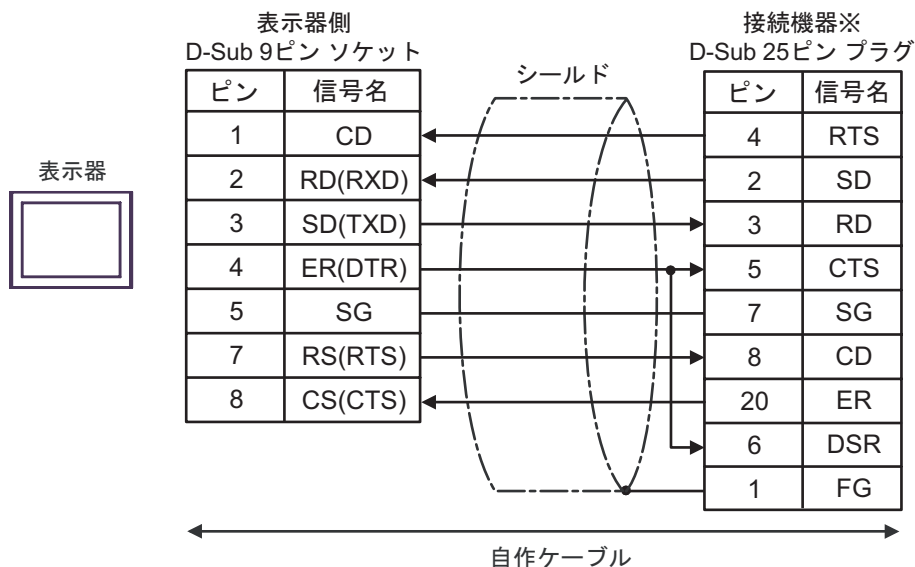 表示器側
D-Sub 9ピン ソケット
接続機器※
D-Sub 25ピン プラグ
シールド
表示器
ピン 信号名
1 CD
2 RD(RXD)
3 SD(TXD)
4 ER(DTR)
5 SG
7 RS(RTS)
8 CS(CTS)
ピン 信号名
4 RTS
2 SD
3 RD
5 CTS
7 SG
8 CD
20 ER
6 DSR
1 FG
自作ケーブル